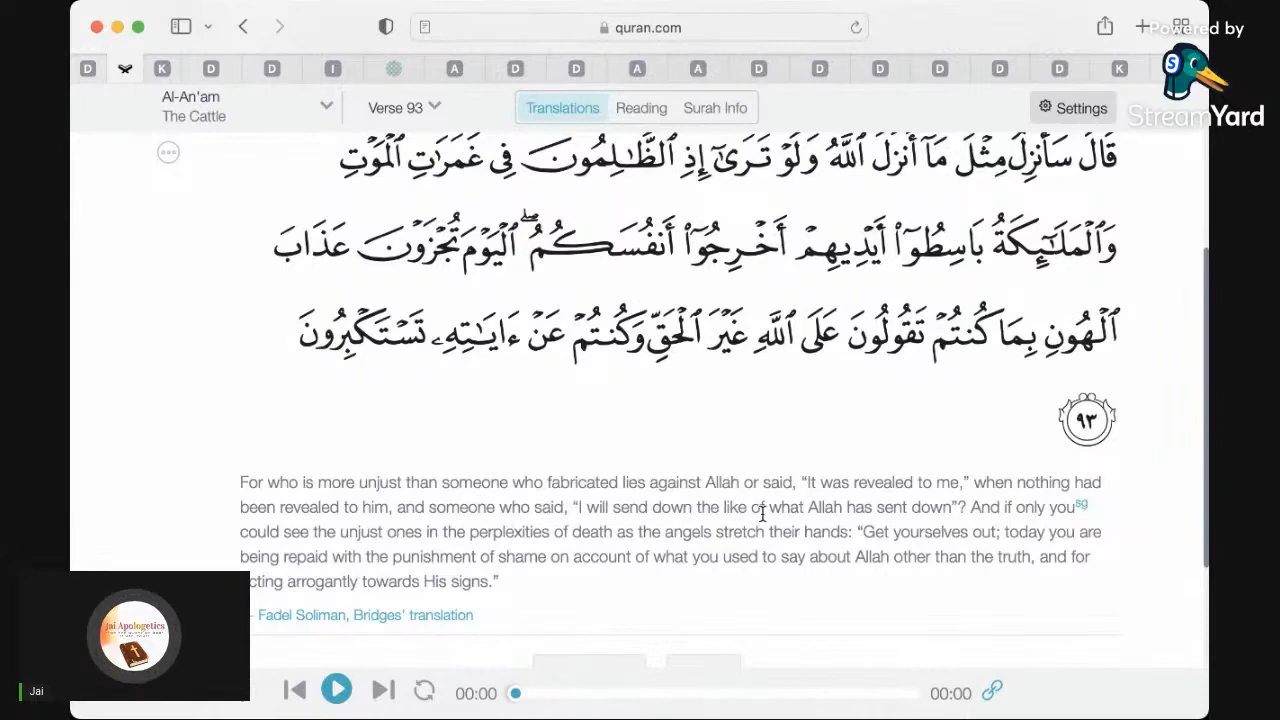 quran.com
Powered by
D K D D I A D D A A D D D D D D K
StreamYard
Al-An'am
The Cattle
Verse 93
Translations Reading Surah Info
Settings
قَالَ سَأُنزِلُ مِثْلَ مَآ أَنزَلَ ٱللَّهُ وَلَوْ تَرَىٰٓ إِذِ ٱلظَّـٰلِمُونَ فِى غَمَرَٰتِ ٱلْمَوْتِ
وَٱلْمَلَـٰٓئِكَةُ بَاسِطُوٓا۟ أَيْدِيهِمْ أَخْرِجُوٓا۟ أَنفُسَكُمُ ۖ ٱلْيَوْمَ تُجْزَوْنَ عَذَابَ
ٱلْهُونِ بِمَا كُنتُمْ تَقُولُونَ عَلَى ٱللَّهِ غَيْرَ ٱلْحَقِّ وَكُنتُمْ عَنْ ءَايَـٰتِهِۦ تَسْتَكْبِرُونَ
٩٣
For who is more unjust than someone who fabricated lies against Allah or said, “It was revealed to me,” when nothing had
been revealed to him, and someone who said, “I will send down the like of what Allah has sent down”? And if only you sg
could see the unjust ones in the perplexities of death as the angels stretch their hands: “Get yourselves out; today you are
being repaid with the punishment of shame on account of what you used to say about Allah other than the truth, and for
cting arrogantly towards His signs.”
— Fadel Soliman, Bridges’ translation
Jai Apologetics
Jai
00:00 00:00